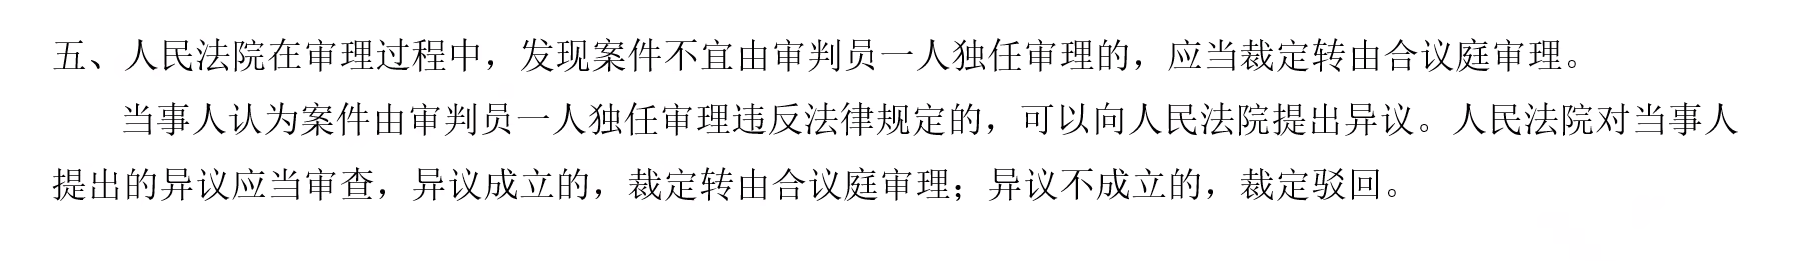 五、人民法院在审理过程中，发现案件不宜由审判员一人独任审理的，应当裁定转由合议庭审理。
当事人认为案件由审判员一人独任审理违反法律规定的，可以向人民法院提出异议。人民法院对当事人
提出的异议应当审查，异议成立的，裁定转由合议庭审理；异议不成立的，裁定驳回。